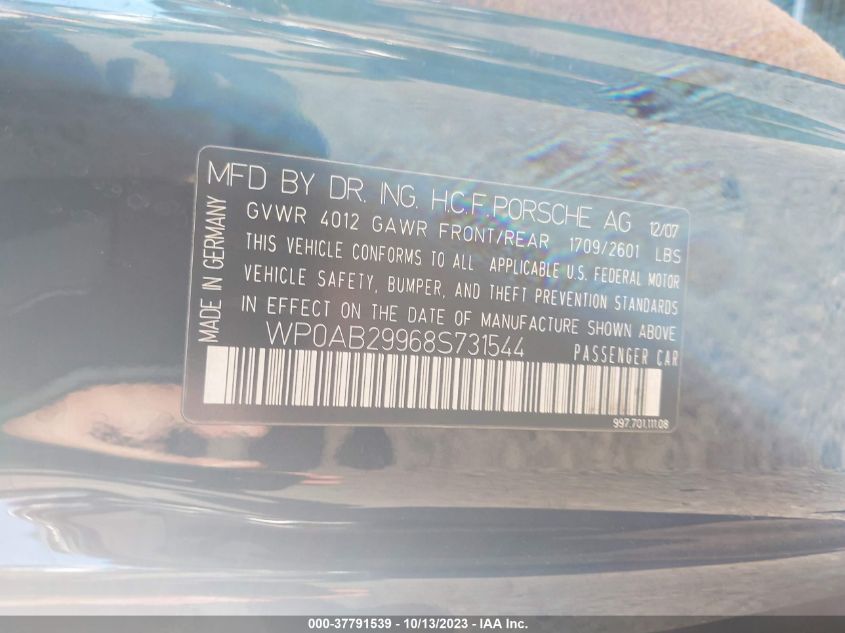 MFD BY DR. ING. H.C.F.PORSCHE AG 12/07
GVWR 4012 GAWR FRONT/REAR 1709/2601 LBS
THIS VEHICLE CONFORMS TO ALL APPLICABLE U.S. FEDERAL MOTOR
VEHICLE SAFETY, BUMPER, AND THEFT PREVENTION STANDARDS
IN EFFECT ON THE DATE OF MANUFACTURE SHOWN ABOVE
WP0AB29968S731544 PASSENGER CAR
MADE IN GERMANY
997.701.111.08
000-37791539 - 10/13/2023 - IAA Inc.